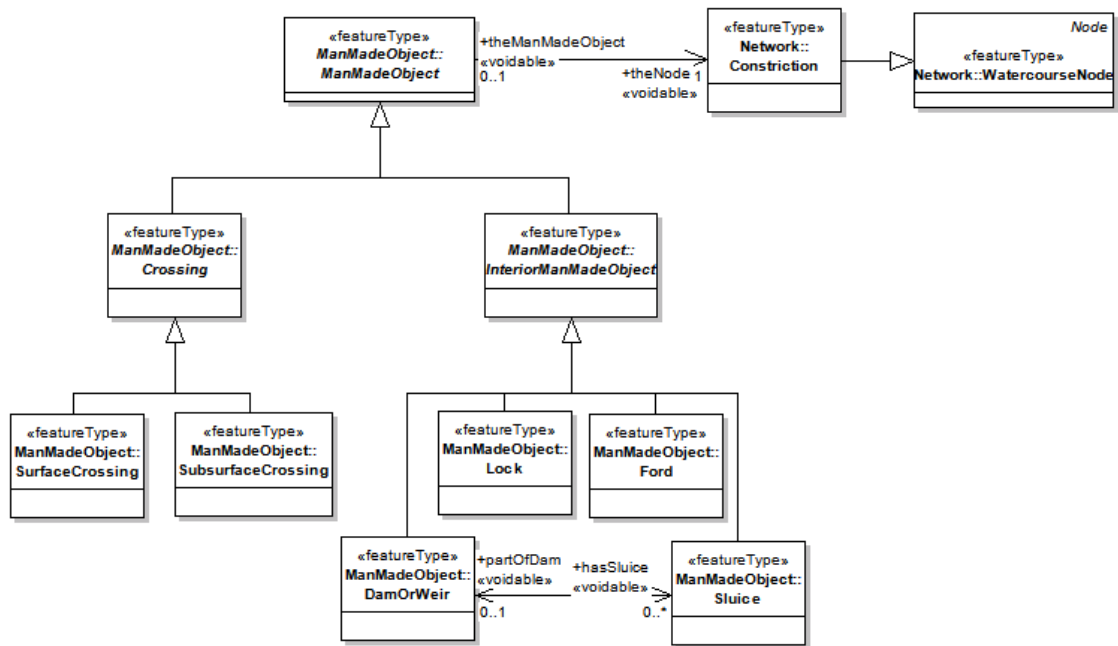 «featureType»
ManMadeObject::
ManMadeObject
+theManMadeObject
«voidable»
0..1
+theNode 1
«voidable»
«featureType»
Network::
Constriction
Node
«featureType»
Network::WatercourseNode
«featureType»
ManMadeObject::
Crossing
«featureType»
ManMadeObject::
InteriorManMadeObject
«featureType»
ManMadeObject::
SurfaceCrossing
«featureType»
ManMadeObject::
SubsurfaceCrossing
«featureType»
ManMadeObject::
Lock
«featureType»
ManMadeObject::
Ford
«featureType»
ManMadeObject::
DamOrWeir
+partOfDam
«voidable»
0..1
+hasSluice
«voidable»
0..*
«featureType»
ManMadeObject::
Sluice